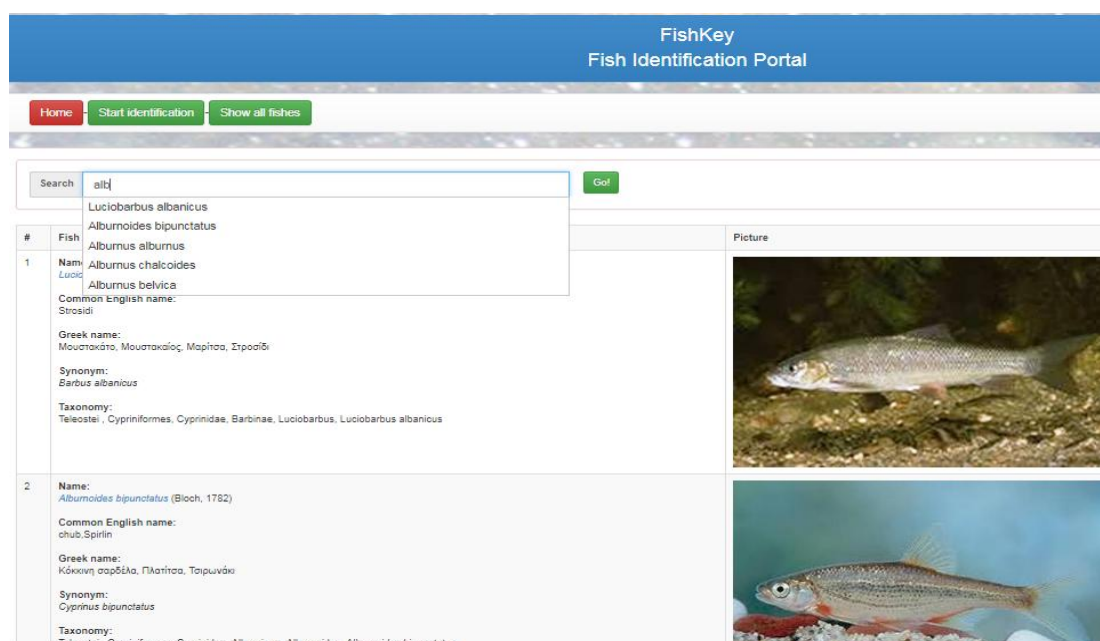 FishKey
Fish Identification Portal
Home - Start identification - Show all fishes
Search alb Go!
Luciobarbus albanicus
Alburnoides bipunctatus
Alburnus alburnus
Alburnus chalcoides
Alburnus belvica
# Fish Picture
1 Nam
Lucio
Common English name:
Strosidi
Greek name:
Μουστακάτο, Μουστακαίος, Μαρίτσα, Στροσίδι
Synonym:
Barbus albanicus
Taxonomy:
Teleostei , Cypriniformes, Cyprinidae, Barbinae, Luciobarbus, Luciobarbus albanicus
2 Name:
Alburnoides bipunctatus (Bloch, 1782)
Common English name:
chub,Spirlin
Greek name:
Κόκκινη σαρδέλα, Πλατίτσα, Τσιρωνάκι
Synonym:
Cyprinus bipunctatus
Taxonomy: